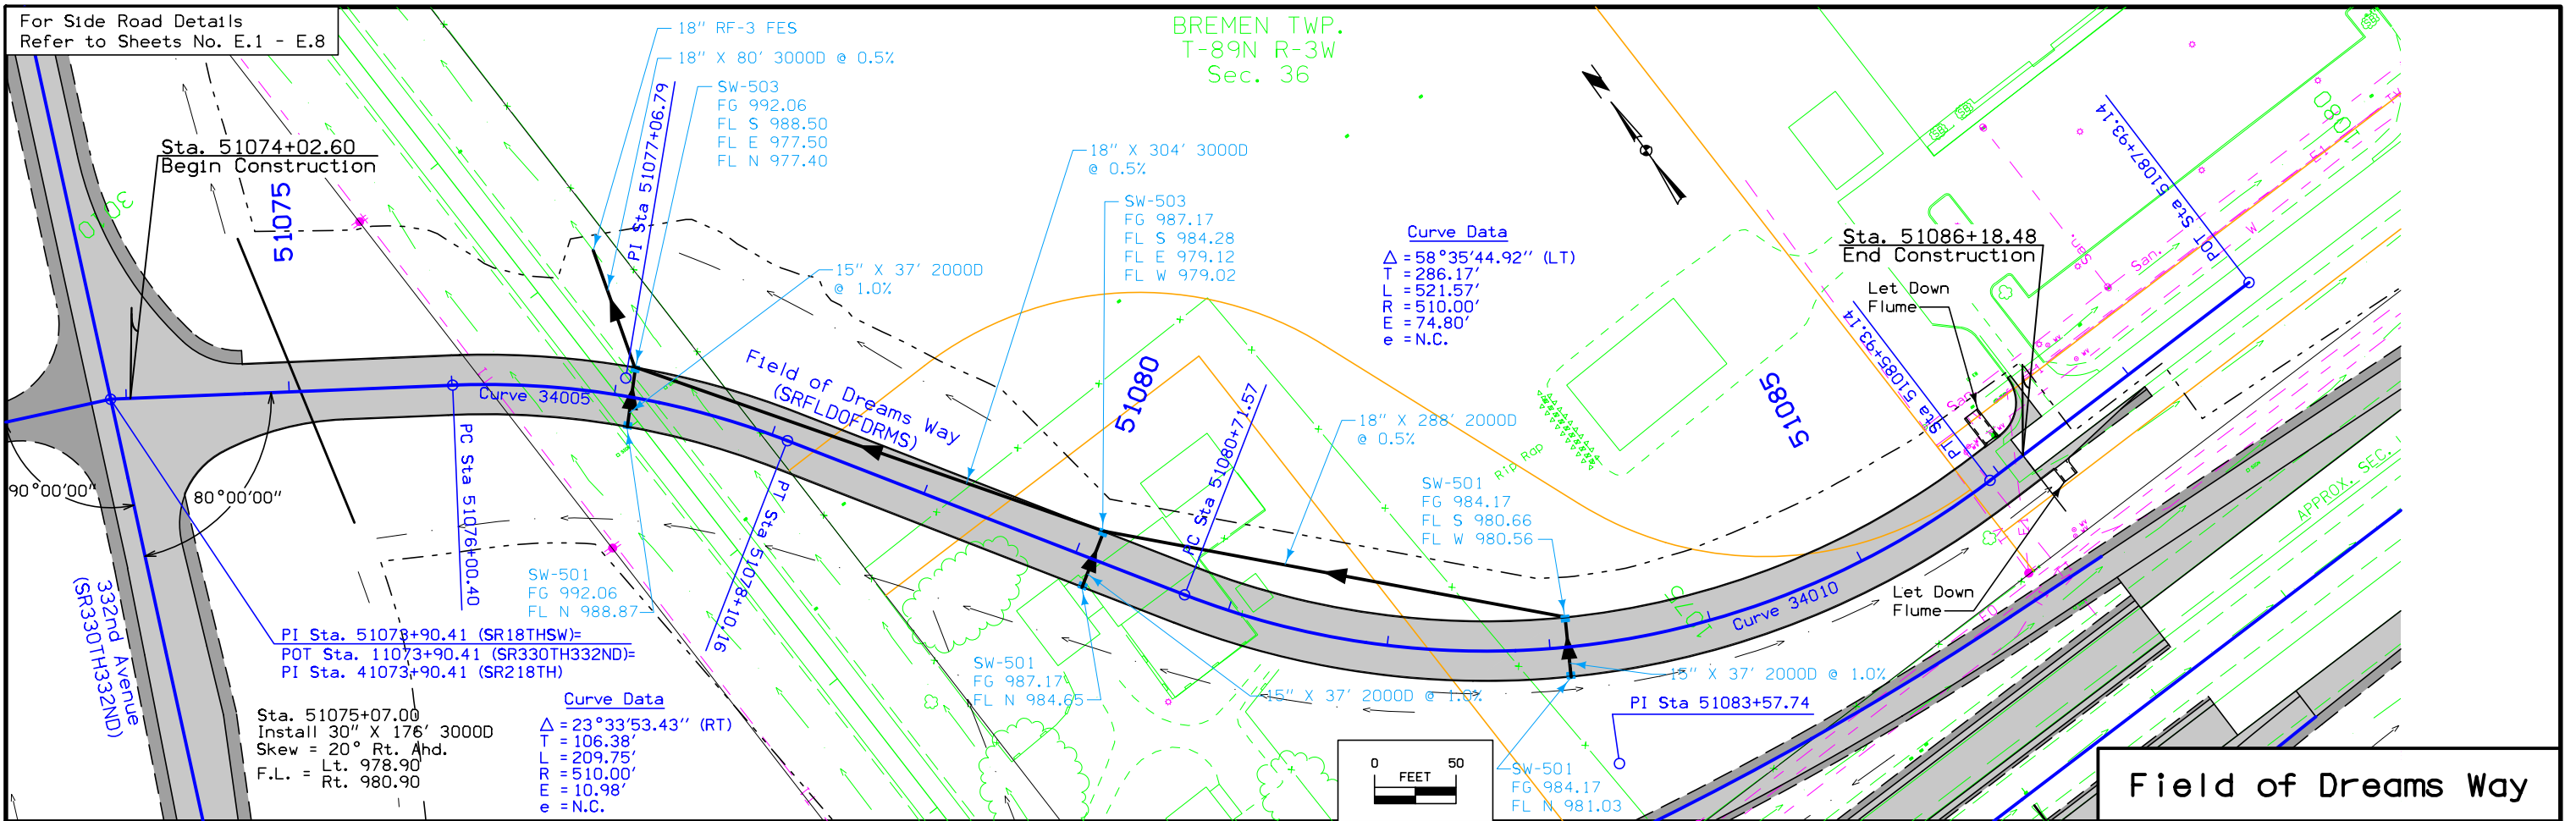 For Side Road Details
Refer to Sheets No. E.1 - E.8
BREMEN TWP.
T-89N R-3W
Sec. 36
18" RF-3 FES
18" X 80' 3000D @ 0.5%
SW-503
FG 992.06
FL S 988.50
FL E 977.50
FL N 977.40
PI Sta 51077+06.79
Sta. 51074+02.60
Begin Construction
3010
51075
18" X 304' 3000D
@ 0.5%
SW-503
FG 987.17
FL S 984.28
FL E 979.12
FL W 979.02
15" X 37' 2000D
@ 1.0%
Curve Data
Δ = 58°35'44.92" (LT)
T = 286.17'
L = 521.57'
R = 510.00'
E = 74.80'
e = N.C.
1080
POT Sta 51087+93.14
Sta. 51086+18.48
End Construction
San.
San.
W
E1
Let Down
Flume
PT Sta 51085+93.14
San.
Field of Dreams Way
(SRFLDOFDRMS)
51080
51085
Curve 34005
PC Sta 51076+00.40
PT Sta 51078+10.16
PC Sta 51080+71.57
18" X 288' 2000D
@ 0.5%
Rip Rap
SW-501
FG 984.17
FL S 980.66
FL W 980.56
90°00'00"
80°00'00"
332nd Avenue
(SR330TH332ND)
SW-501
FG 992.06
FL N 988.87
PI Sta. 51073+90.41 (SR18THSW)=
POT Sta. 11073+90.41 (SR330TH332ND)=
PI Sta. 41073+90.41 (SR218TH)
Sta. 51075+07.00
Install 30" X 176' 3000D
Skew = 20° Rt. Ahd.
F.L. = Lt. 978.90
Rt. 980.90
Curve Data
Δ = 23°33'53.43" (RT)
T = 106.38'
L = 209.75'
R = 510.00'
E = 10.98'
e = N.C.
SW-501
FG 987.17
FL N 984.65
15" X 37' 2000D @ 1.0%
Curve 34010
1075
15" X 37' 2000D @ 1.0%
PI Sta 51083+57.74
Let Down
Flume
APPROX. SEC.
0 50
FEET
SW-501
FG 984.17
FL N 981.03
Field of Dreams Way